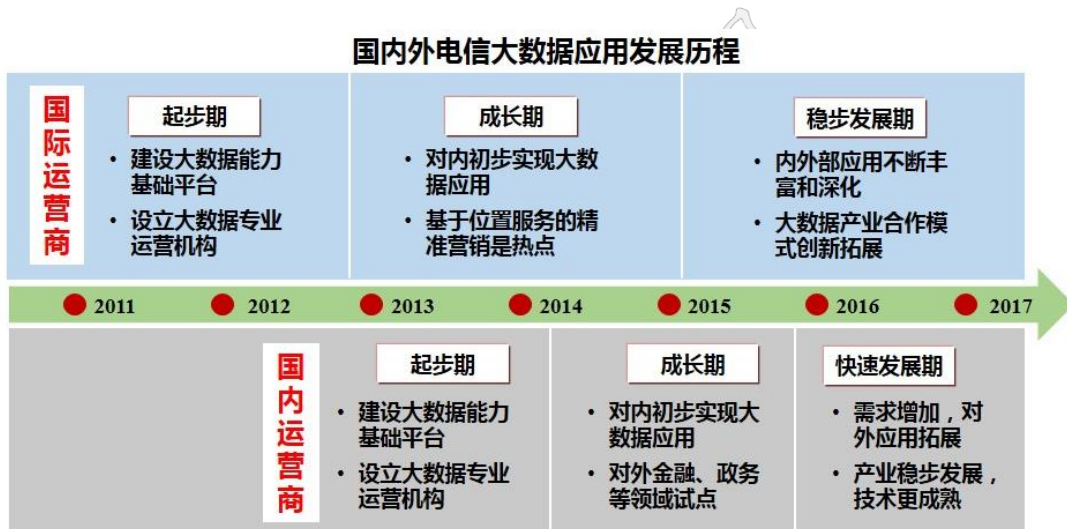 国内外电信大数据应用发展历程
国际运营商
起步期
• 建设大数据能力
基础平台
• 设立大数据专业
运营机构
成长期
• 对内初步实现大数
据应用
• 基于位置服务的精
准营销是热点
稳步发展期
• 内外部应用不断丰
富和深化
• 大数据产业合作模
式创新拓展
2011 2012 2013 2014 2015 2016 2017
国内运营商
起步期
• 建设大数据能力
基础平台
• 设立大数据专业
运营机构
成长期
• 对内初步实现大
数据应用
• 对外金融、政务
等领域试点
快速发展期
• 需求增加，对
外应用拓展
• 产业稳步发展，
技术更成熟